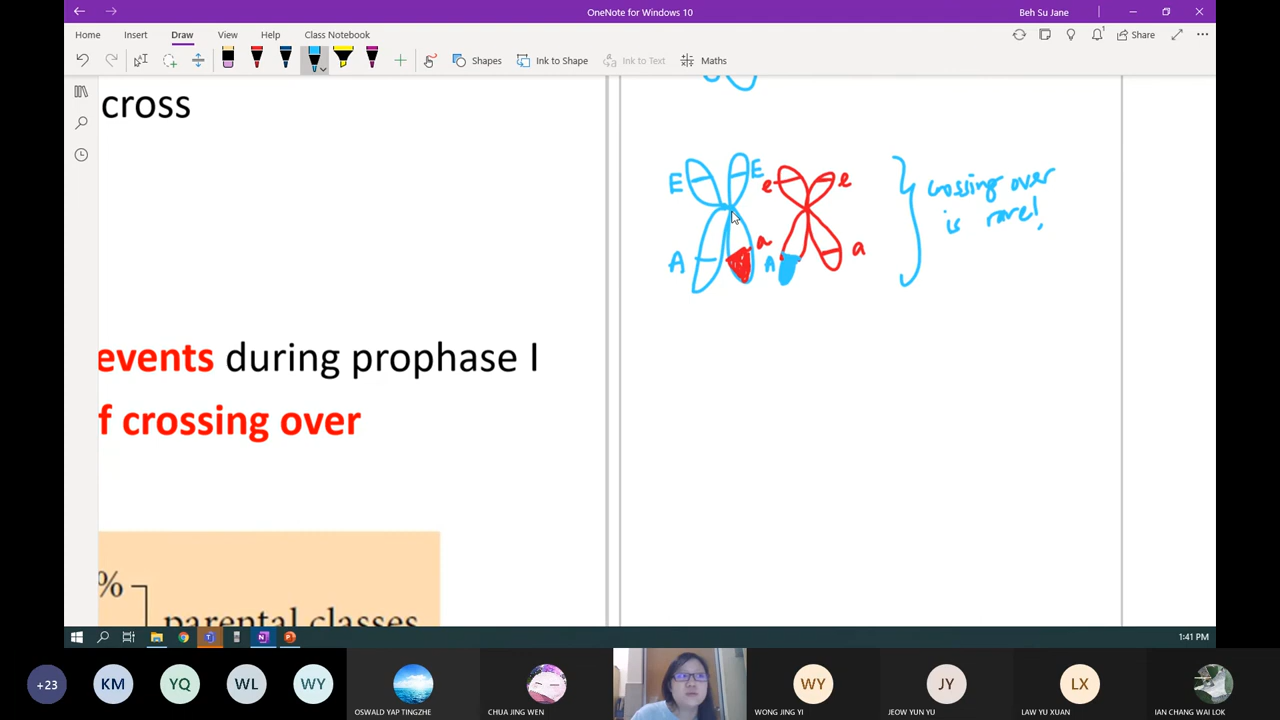 OneNote for Windows 10
Beh Su Jane
Home
Insert
Draw
View
Help
Class Notebook
Share
Shapes
Ink to Shape
Ink to Text
Maths
cross
E
E
e
e
A
a
A
a
crossing over
is rare!
events during prophase I
f crossing over
%
parental classes
1:41 PM
+23
KM
YQ
WL
WY
OSWALD YAP TINGZHE
CHUA JING WEN
WY
WONG JING YI
JY
JEOW YUN YU
LX
LAW YU XUAN
IAN CHANG WAI LOK